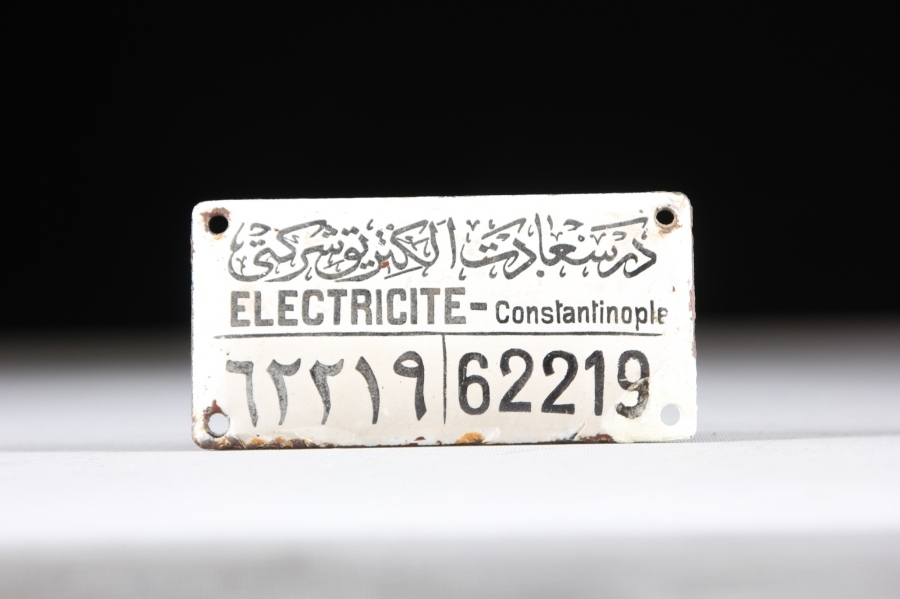 درسعادت الكتريق شركتی
ELECTRICITE - Constantinople
٦٢٢١٩ 62219